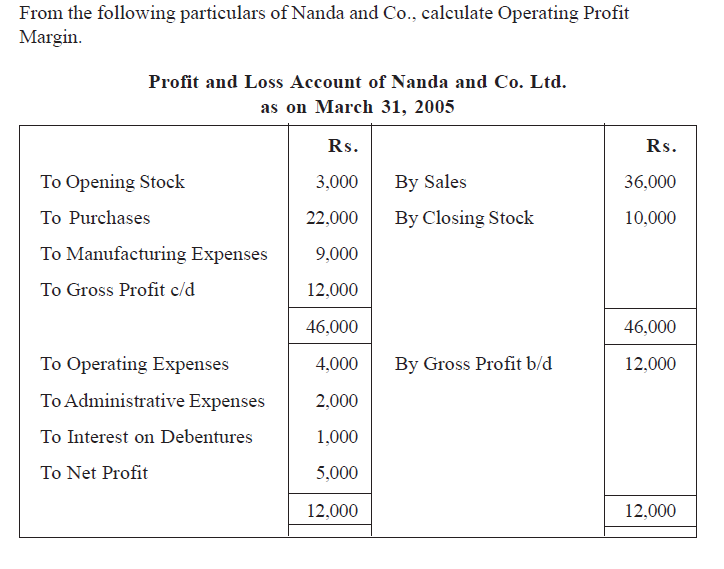 From the following particulars of Nanda and Co., calculate Operating Profit
Margin.
Profit and Loss Account of Nanda and Co. Ltd.
as on March 31, 2005
Rs. Rs.
To Opening Stock 3,000 By Sales 36,000
To Purchases 22,000 By Closing Stock 10,000
To Manufacturing Expenses 9,000
To Gross Profit c/d 12,000
46,000 46,000
To Operating Expenses 4,000 By Gross Profit b/d 12,000
To Administrative Expenses 2,000
To Interest on Debentures 1,000
To Net Profit 5,000
12,000 12,000